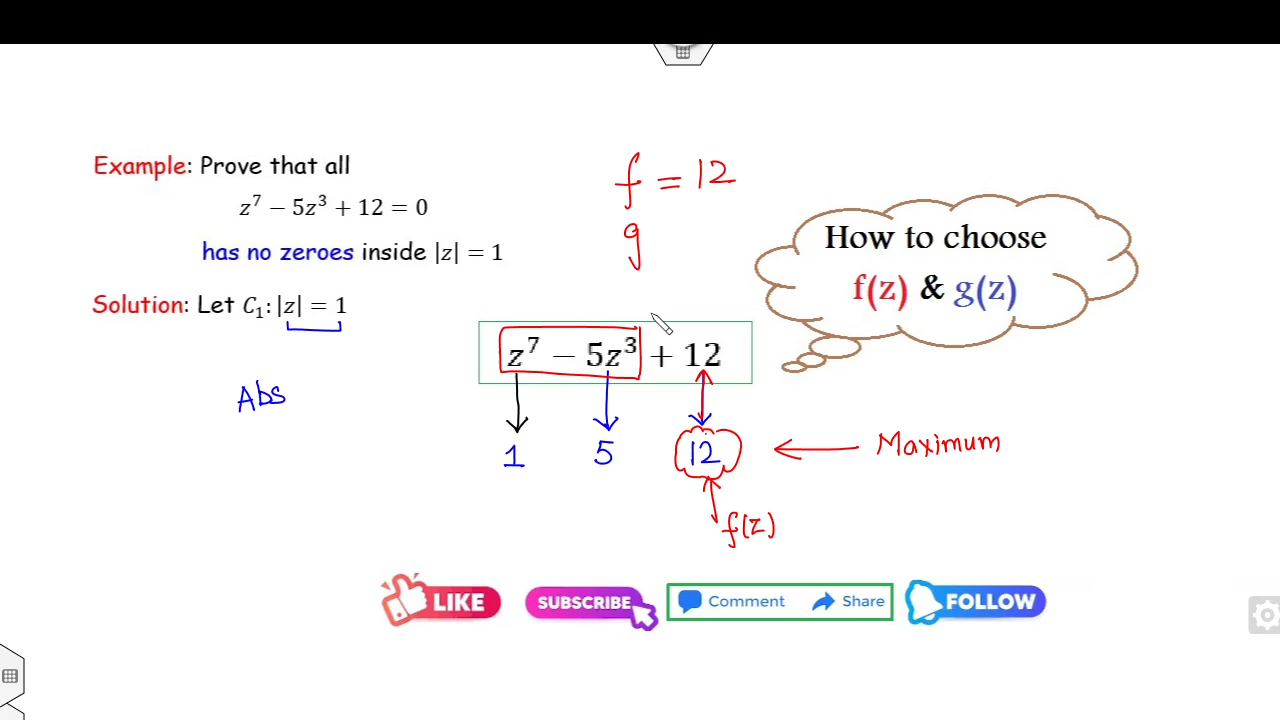 Example: Prove that all
z⁷ − 5z³ + 12 = 0
has no zeroes inside |z| = 1
Solution: Let C₁: |z| = 1
Abs
f = 12
g
How to choose
f(z) & g(z)
z⁷ − 5z³ + 12
1 5 12 Maximum
f(z)
LIKE SUBSCRIBE Comment Share FOLLOW